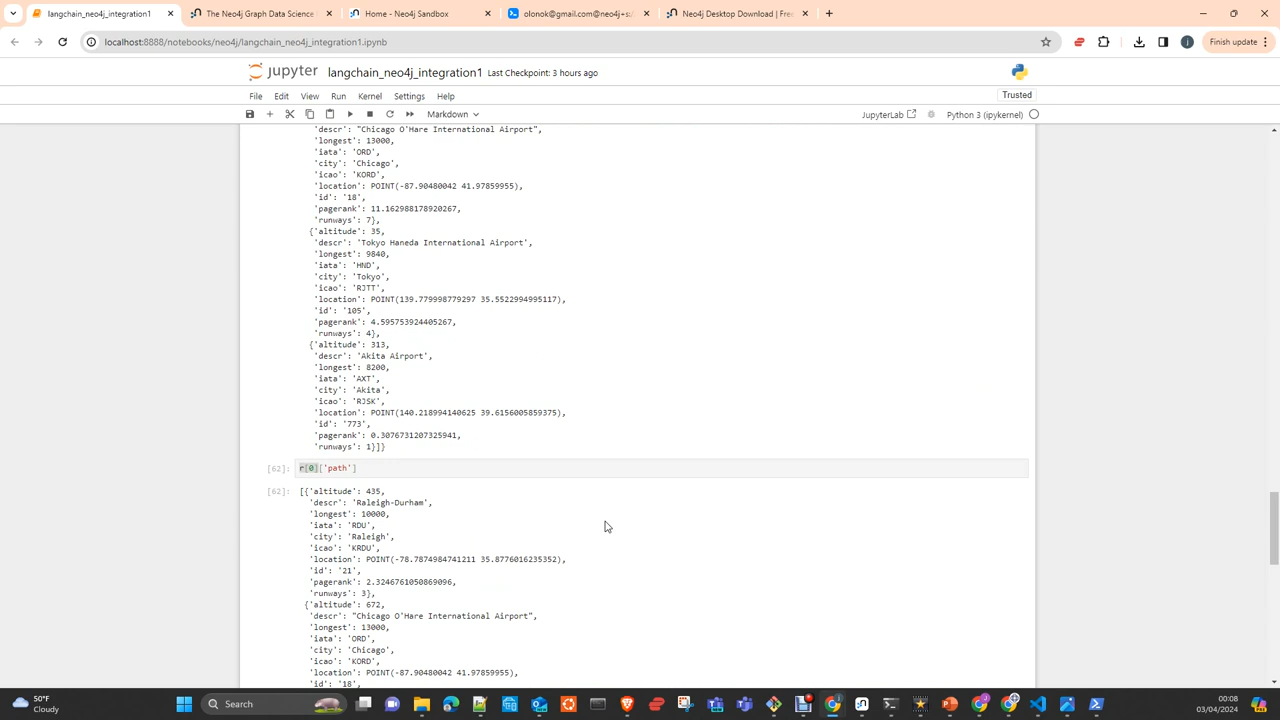 langchain_neo4j_integration1
The Neo4j Graph Data Science
Home - Neo4j Sandbox
olonok@gmail.com@neo4j+s:/
Neo4j Desktop Download | Free
localhost:8888/notebooks/neo4j/langchain_neo4j_integration1.ipynb
Finish update
jupyter langchain_neo4j_integration1 Last Checkpoint: 3 hours ago
File Edit View Run Kernel Settings Help
Trusted
Markdown
JupyterLab
Python 3 (ipykernel)
'descr': "Chicago O'Hare International Airport",
'longest': 13000,
'iata': 'ORD',
'city': 'Chicago',
'icao': 'KORD',
'location': POINT(-87.90480042 41.97859955),
'id': '18',
'pagerank': 11.162988178920267,
'runways': 7},
{'altitude': 35,
'descr': 'Tokyo Haneda International Airport',
'longest': 9840,
'iata': 'HND',
'city': 'Tokyo',
'icao': 'RJTT',
'location': POINT(139.779998779297 35.5522994995117),
'id': '105',
'pagerank': 4.595753924405267,
'runways': 4},
{'altitude': 313,
'descr': 'Akita Airport',
'longest': 8200,
'iata': 'AXT',
'city': 'Akita',
'icao': 'RJSK',
'location': POINT(140.218994140625 39.6156005859375),
'id': '773',
'pagerank': 0.3076731207325941,
'runways': 1}]}
[62]: r[0]['path']
[62]: [{'altitude': 435,
'descr': 'Raleigh-Durham',
'longest': 10000,
'iata': 'RDU',
'city': 'Raleigh',
'icao': 'KRDU',
'location': POINT(-78.7874984741211 35.8776016235352),
'id': '21',
'pagerank': 2.3246761050869096,
'runways': 3},
{'altitude': 672,
'descr': "Chicago O'Hare International Airport",
'longest': 13000,
'iata': 'ORD',
'city': 'Chicago',
'icao': 'KORD',
'location': POINT(-87.90480042 41.97859955),
'id': '18',
50°F
Cloudy
Search
00:08
03/04/2024